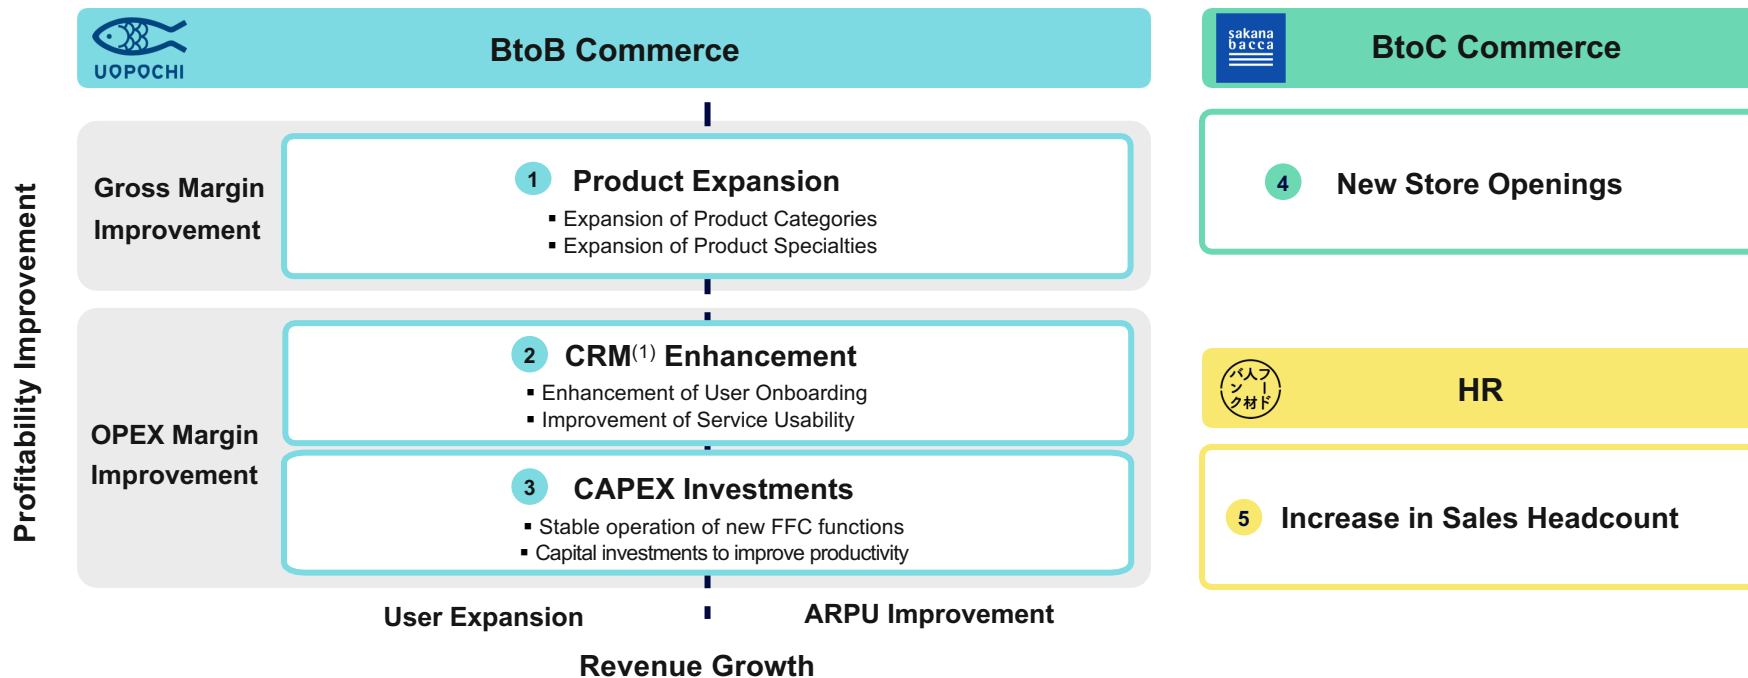 UOPOCHI
BtoB Commerce
Profitability Improvement
Gross Margin
Improvement
1 Product Expansion
▪ Expansion of Product Categories
▪ Expansion of Product Specialties
OPEX Margin
Improvement
2 CRM(1) Enhancement
▪ Enhancement of User Onboarding
▪ Improvement of Service Usability
3 CAPEX Investments
▪ Stable operation of new FFC functions
▪ Capital investments to improve productivity
User Expansion
ARPU Improvement
Revenue Growth
sakana
bacca
BtoC Commerce
4 New Store Openings
フード
人材
バンク
HR
5 Increase in Sales Headcount